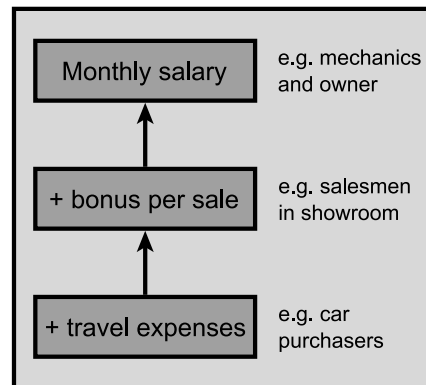 Monthly salary
e.g. mechanics
and owner
+ bonus per sale
e.g. salesmen
in showroom
+ travel expenses
e.g. car
purchasers